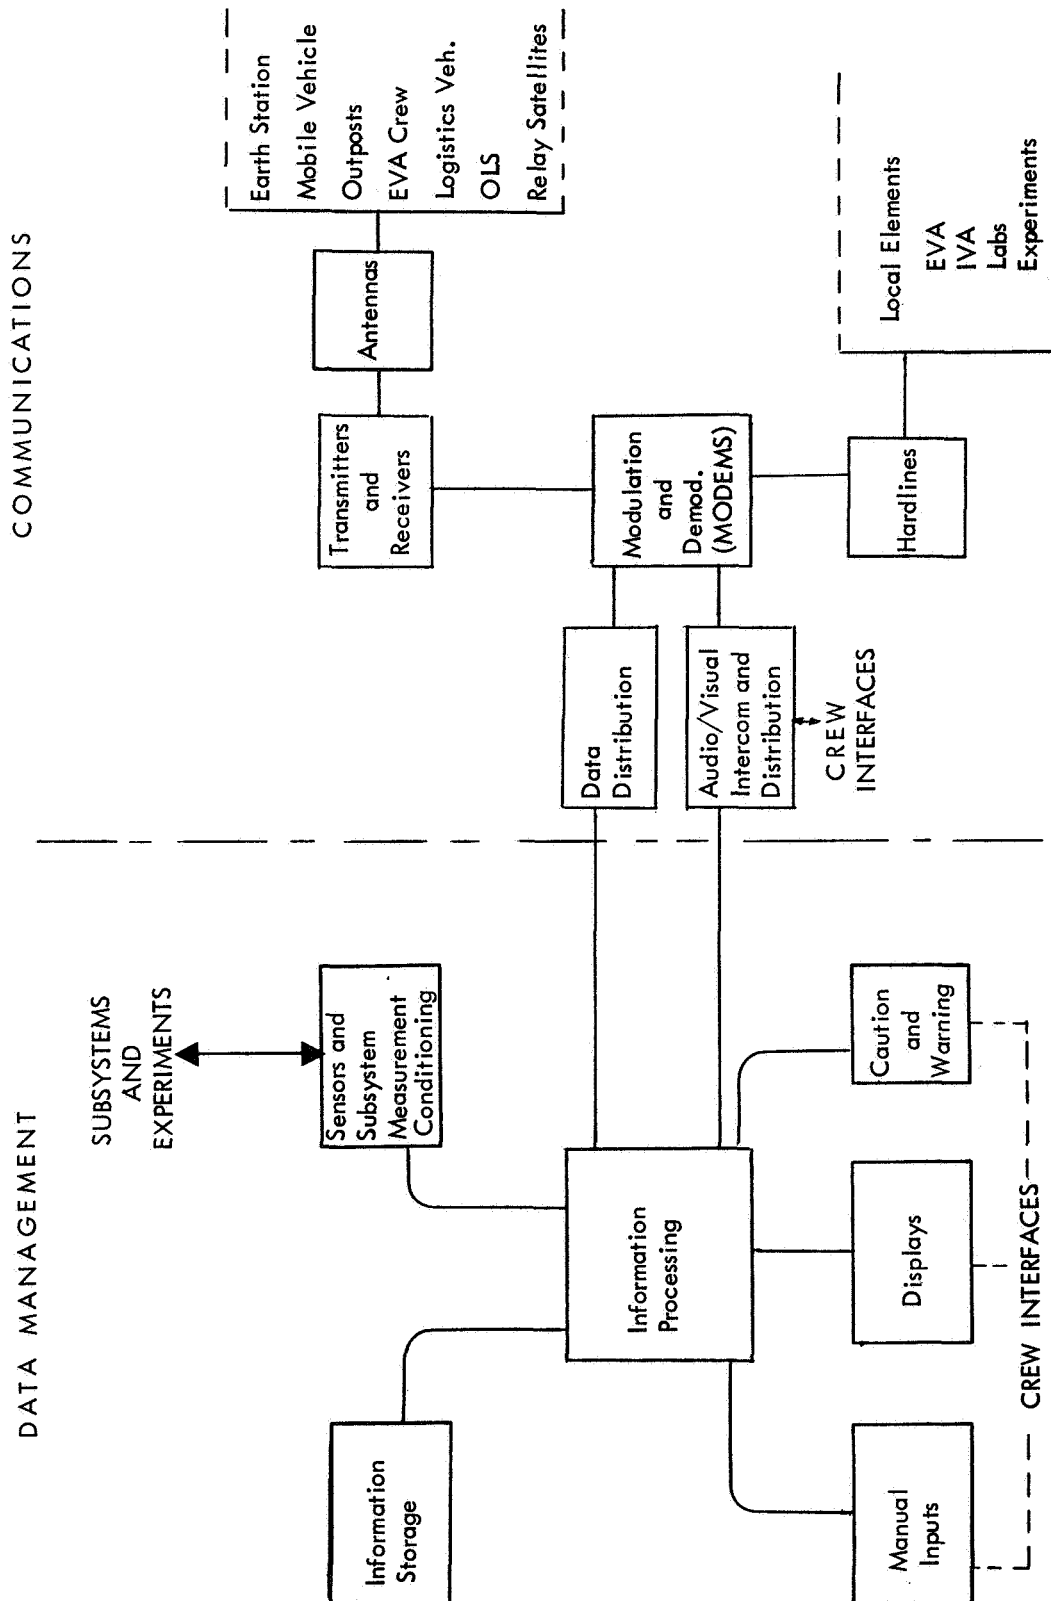 DATA MANAGEMENT
COMMUNICATIONS
SUBSYSTEMS
AND
EXPERIMENTS
Information
Storage
Sensors and
Subsystem
Measurement
Conditioning
Information
Processing
Manual
Inputs
Displays
Caution
and
Warning
CREW INTERFACES
Data
Distribution
Audio/Visual
Intercom and
Distribution
CREW
INTERFACES
Transmitters
and
Receivers
Antennas
Modulation
and
Demod.
(MODEMS)
Hardlines
Earth Station
Mobile Vehicle
Outposts
EVA Crew
Logistics Veh.
OLS
Relay Satellites
Local Elements
EVA
IVA
Labs
Experiments